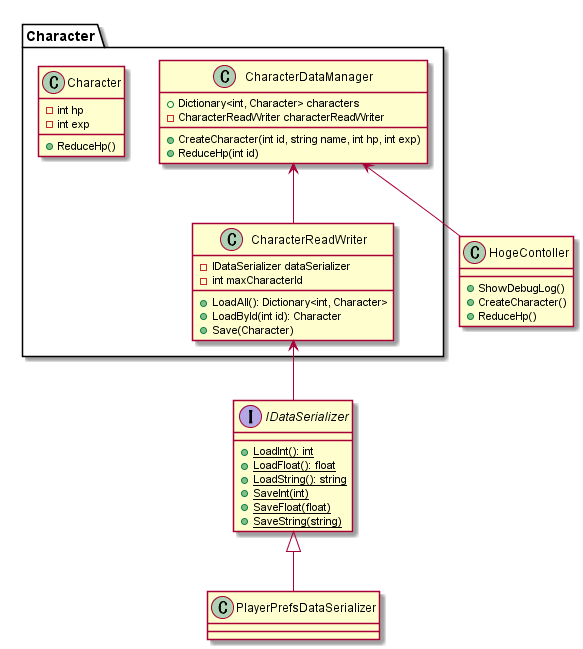 Character
C Character
int hp
int exp
ReduceHp()
C CharacterDataManager
Dictionary<int, Character> characters
CharacterReadWriter characterReadWriter
CreateCharacter(int id, string name, int hp, int exp)
ReduceHp(int id)
C CharacterReadWriter
IDataSerializer dataSerializer
int maxCharacterId
LoadAll(): Dictionary<int, Character>
LoadById(int id): Character
Save(Character)
C HogeContoller
ShowDebugLog()
CreateCharacter()
ReduceHp()
I IDataSerializer
LoadInt(): int
LoadFloat(): float
LoadString(): string
SaveInt(int)
SaveFloat(float)
SaveString(string)
C PlayerPrefsDataSerializer